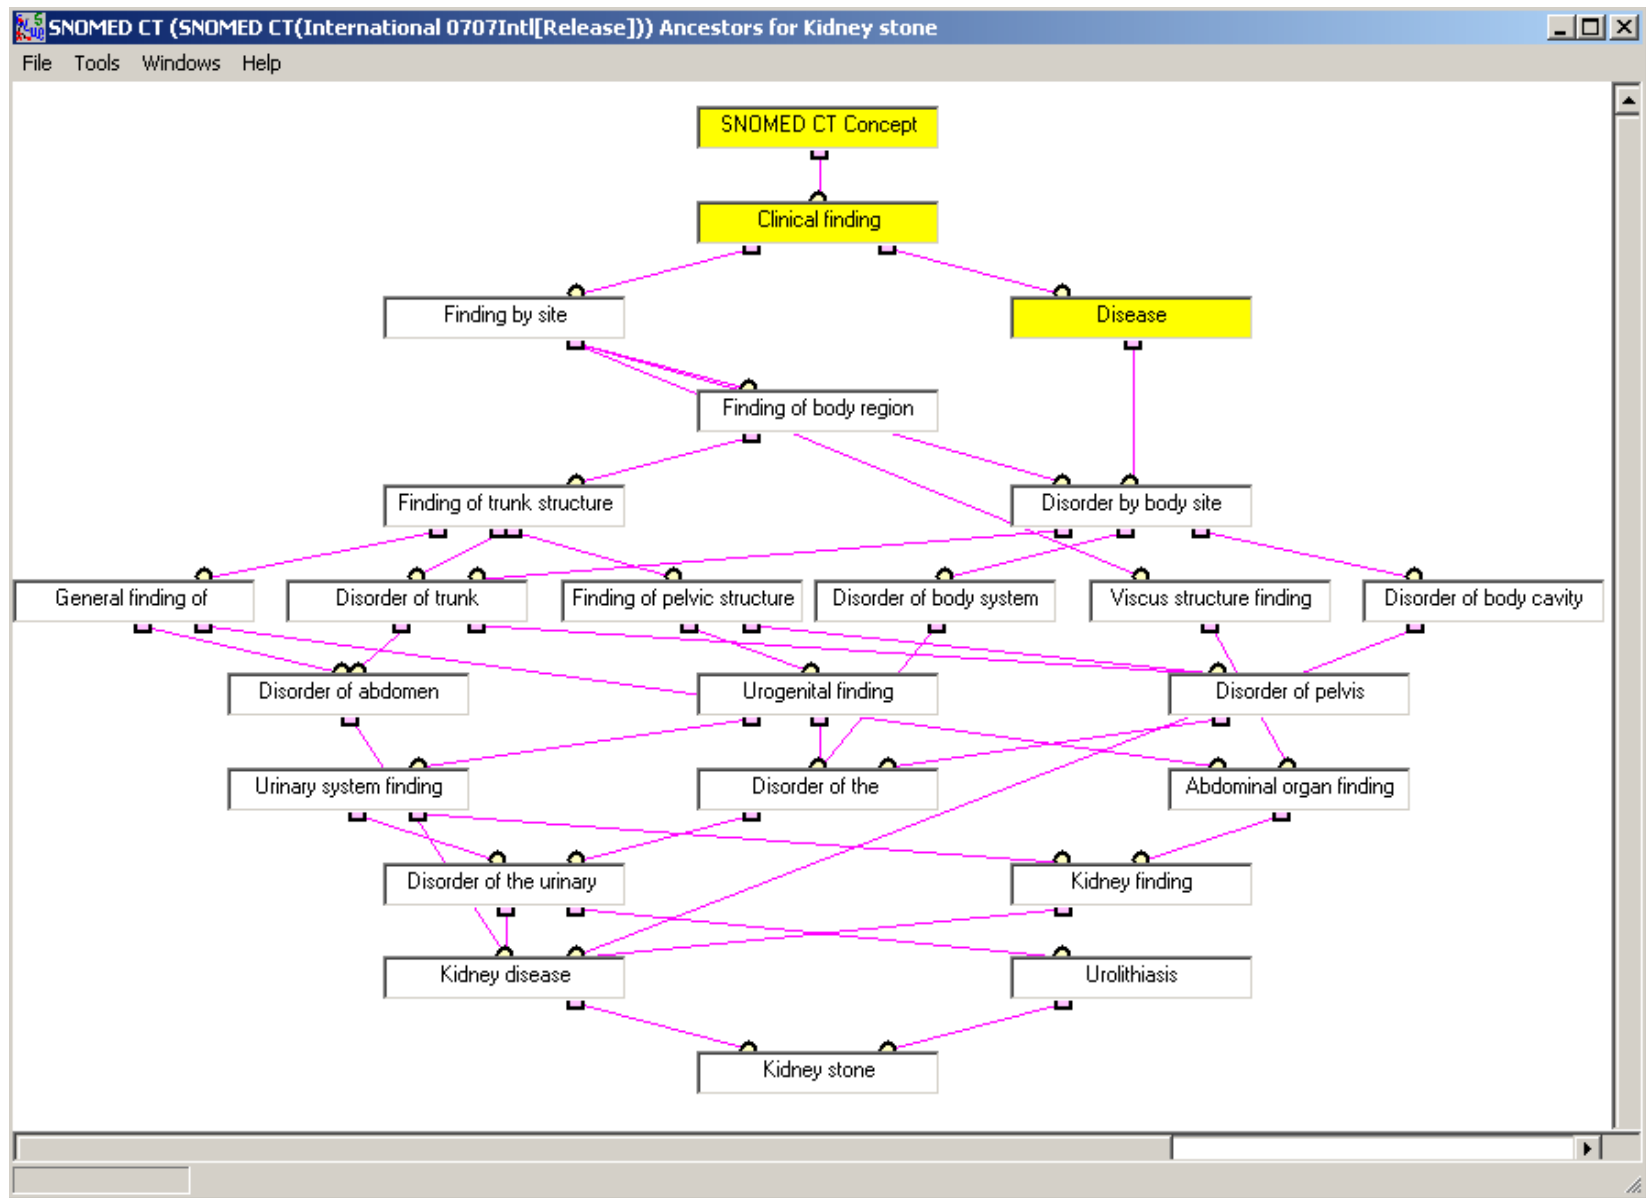 SNOMED CT (SNOMED CT(International 0707Intl[Release])) Ancestors for Kidney stone
File Tools Windows Help
SNOMED CT Concept
Clinical finding
Finding by site
Disease
Finding of body region
Finding of trunk structure
Disorder by body site
General finding of
Disorder of trunk
Finding of pelvic structure
Disorder of body system
Viscus structure finding
Disorder of body cavity
Disorder of abdomen
Urogenital finding
Disorder of pelvis
Urinary system finding
Disorder of the
Abdominal organ finding
Disorder of the urinary
Kidney finding
Kidney disease
Urolithiasis
Kidney stone